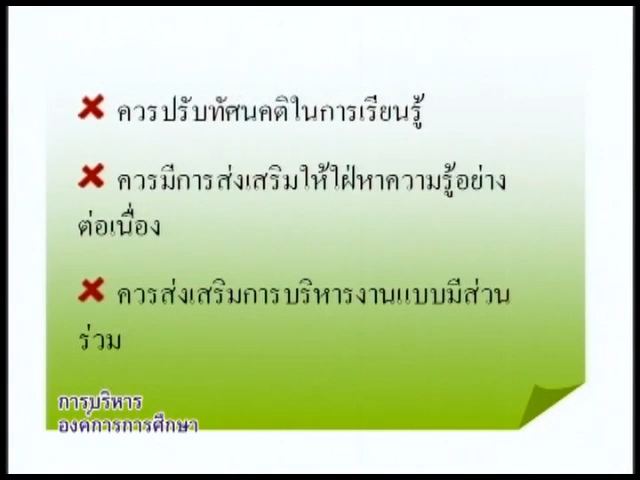 ควรปรับทัศนคติในการเรียนรู้
ควรมีการส่งเสริมให้ใฝ่หาความรู้อย่าง
ต่อเนื่อง
ควรส่งเสริมการบริหารงานแบบมีส่วน
ร่วม
การบริหาร
องค์การการศึกษา